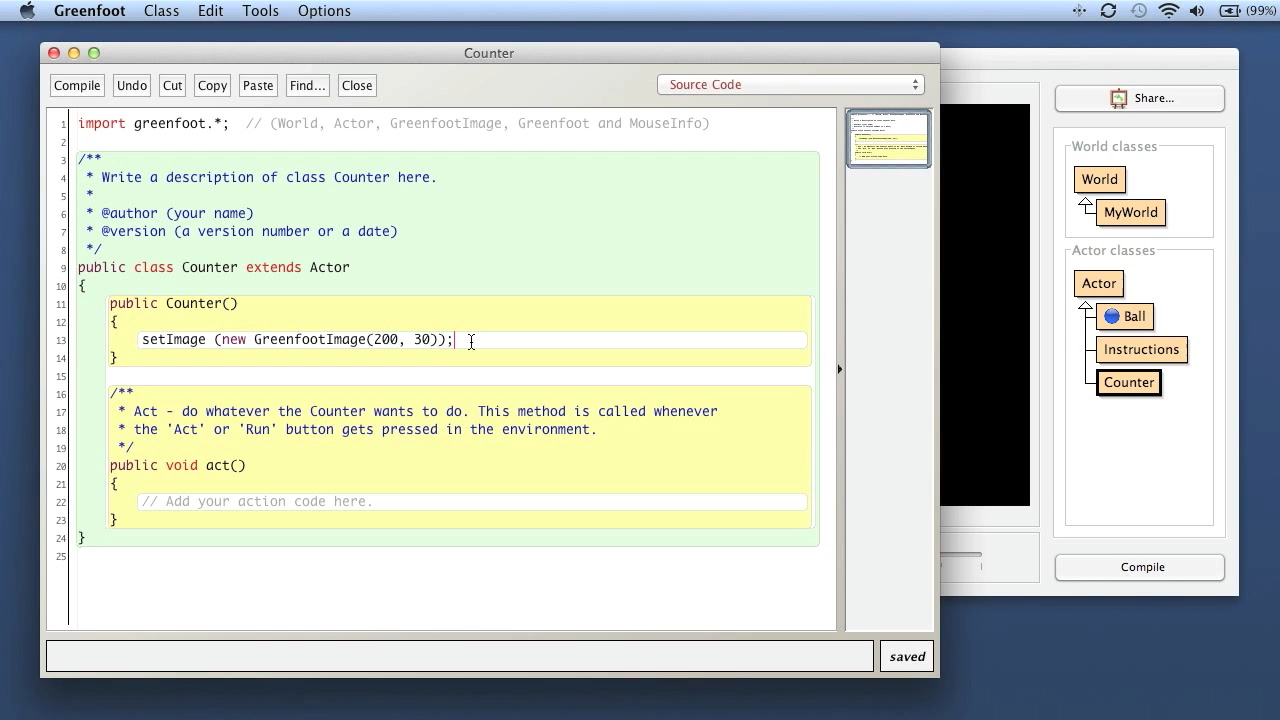 Greenfoot Class Edit Tools Options (99%)
Counter
Compile Undo Cut Copy Paste Find... Close Source Code
1 import greenfoot.*; // (World, Actor, GreenfootImage, Greenfoot and MouseInfo)
2
3 /**
4 * Write a description of class Counter here.
5 *
6 * @author (your name)
7 * @version (a version number or a date)
8 */
9 public class Counter extends Actor
10 {
11 public Counter()
12 {
13 setImage (new GreenfootImage(200, 30));
14 }
15
16 /**
17 * Act - do whatever the Counter wants to do. This method is called whenever
18 * the 'Act' or 'Run' button gets pressed in the environment.
19 */
20 public void act()
21 {
22 // Add your action code here.
23 }
24 }
25
saved
Share...
World classes
World
MyWorld
Actor classes
Actor
Ball
Instructions
Counter
Compile